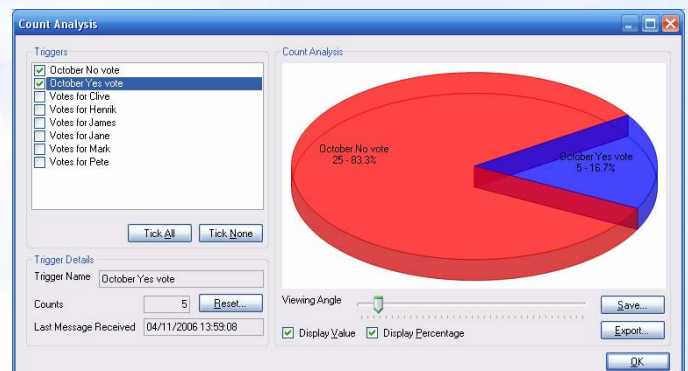 Count Analysis
Triggers
October No vote
October Yes vote
Votes for Clive
Votes for Henrik
Votes for James
Votes for Jane
Votes for Mark
Votes for Pete
Tick All
Tick None
Trigger Details
Trigger Name
October Yes vote
Counts
5
Reset...
Last Message Received
04/11/2006 13:59:08
Count Analysis
October No vote
25 - 83.3%
October Yes vote
5 - 16.7%
Viewing Angle
Display Value
Display Percentage
Save...
Export...
OK